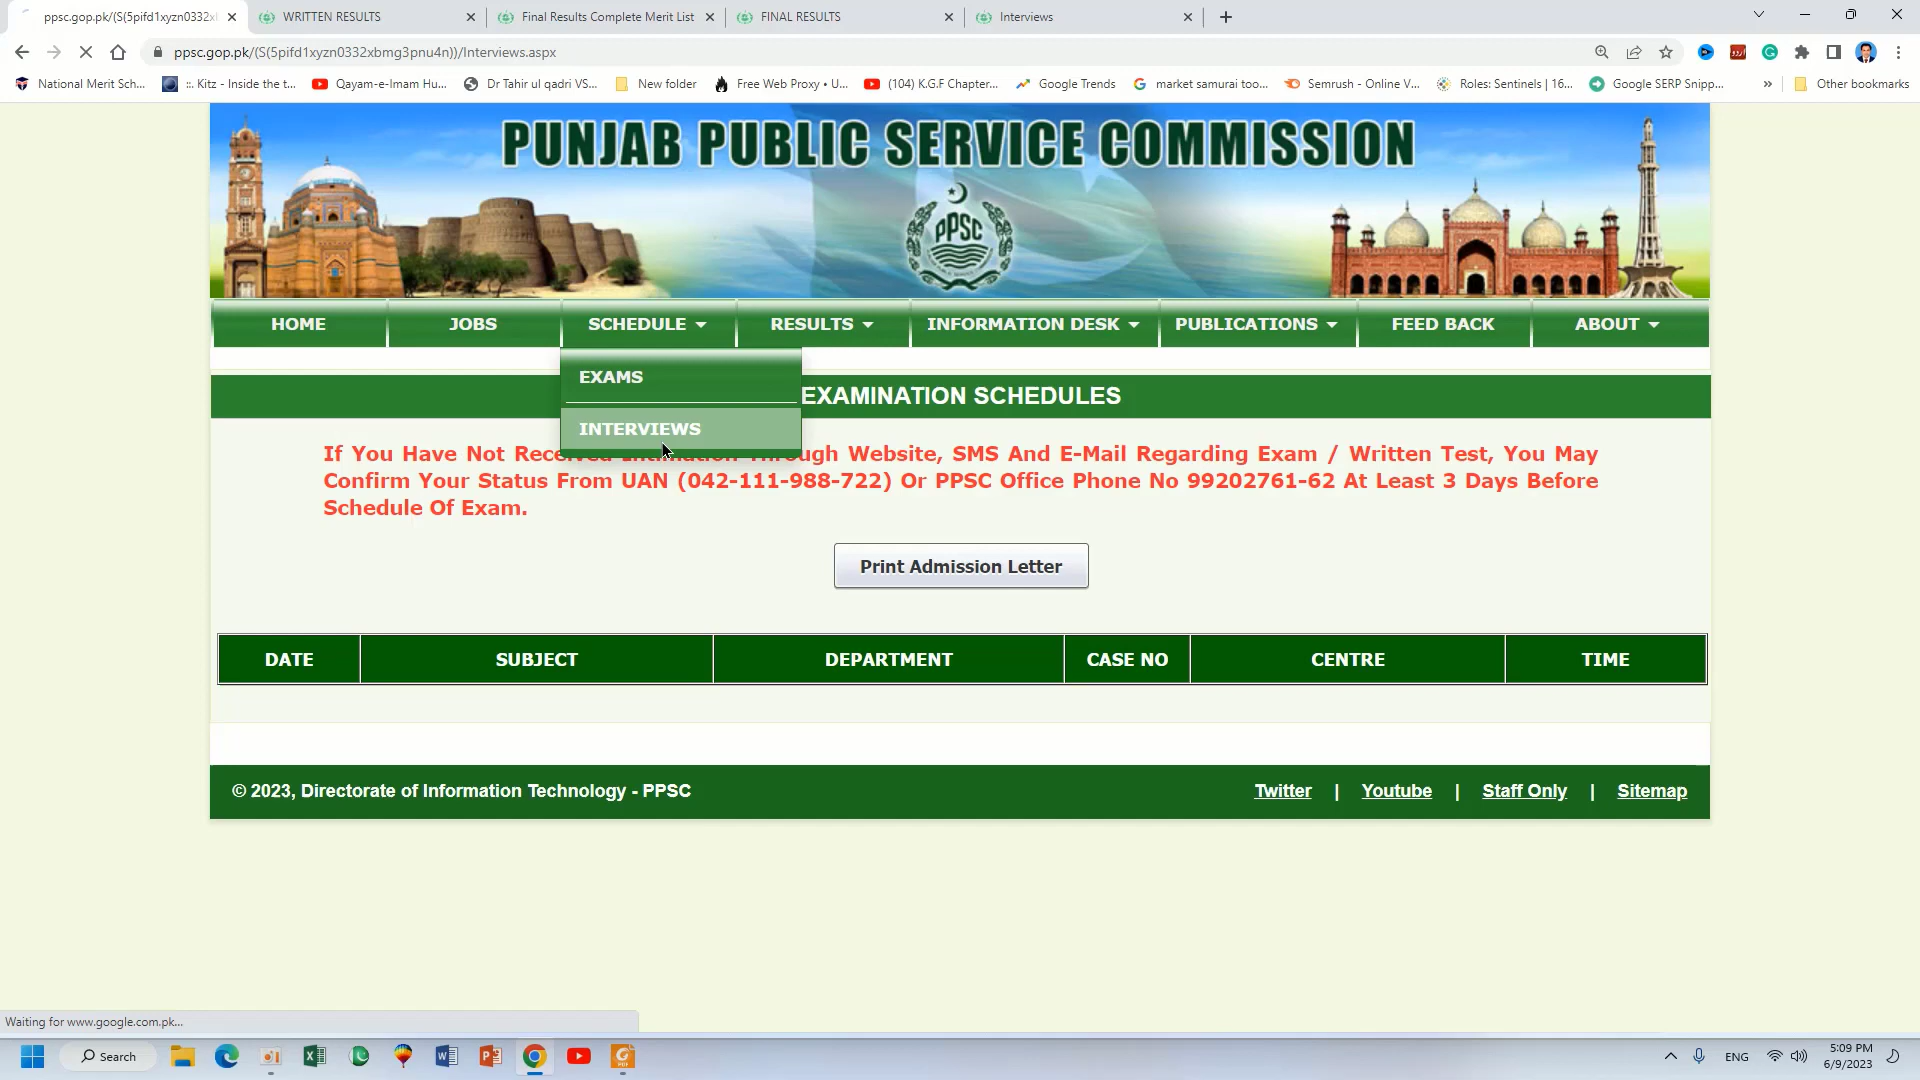 ppsc.gop.pk/(S(5pifd1xyzn0332xl
WRITTEN RESULTS
Final Results Complete Merit List
FINAL RESULTS
Interviews
ppsc.gop.pk/(S(5pifd1xyzn0332xbmg3pnu4n))/Interviews.aspx
National Merit Sch...
::. Kitz - Inside the t...
Qayam-e-Imam Hu...
Dr Tahir ul qadri VS...
New folder
Free Web Proxy • U...
(104) K.G.F Chapter...
Google Trends
market samurai too...
Semrush - Online V...
Roles: Sentinels | 16...
Google SERP Snipp...
»
Other bookmarks
PUNJAB PUBLIC SERVICE COMMISSION
PPSC
HOME
JOBS
SCHEDULE
RESULTS
INFORMATION DESK
PUBLICATIONS
FEED BACK
ABOUT
EXAMS
INTERVIEWS
EXAMINATION SCHEDULES
If You Have Not Received Intimation Through Website, SMS And E-Mail Regarding Exam / Written Test, You May
Confirm Your Status From UAN (042-111-988-722) Or PPSC Office Phone No 99202761-62 At Least 3 Days Before
Schedule Of Exam.
Print Admission Letter
DATE
SUBJECT
DEPARTMENT
CASE NO
CENTRE
TIME
© 2023, Directorate of Information Technology - PPSC
Twitter | Youtube | Staff Only | Sitemap
Waiting for www.google.com.pk...
Search
ENG
5:09 PM
6/9/2023